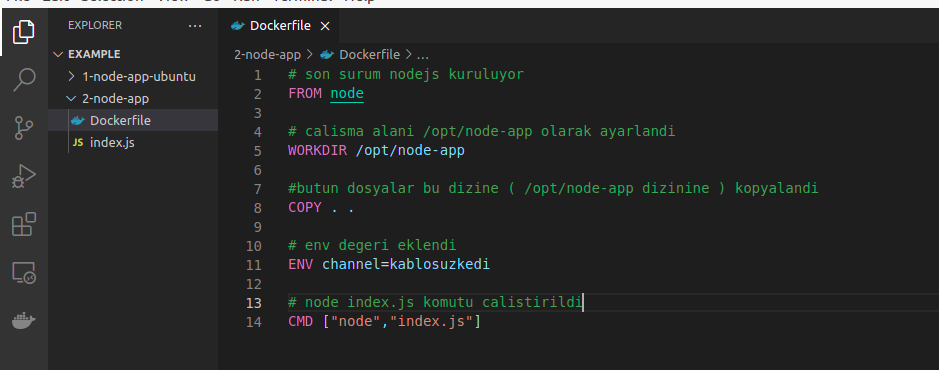 EXPLORER
...
EXAMPLE
1-node-app-ubuntu
2-node-app
Dockerfile
JS index.js
Dockerfile
2-node-app > Dockerfile > ...
1 # son surum nodejs kuruluyor
2 FROM node
3
4 # calisma alani /opt/node-app olarak ayarlandi
5 WORKDIR /opt/node-app
6
7 #butun dosyalar bu dizine ( /opt/node-app dizinine ) kopyalandi
8 COPY . .
9
10 # env degeri eklendi
11 ENV channel=kablosuzkedi
12
13 # node index.js komutu calistirildi
14 CMD ["node","index.js"]